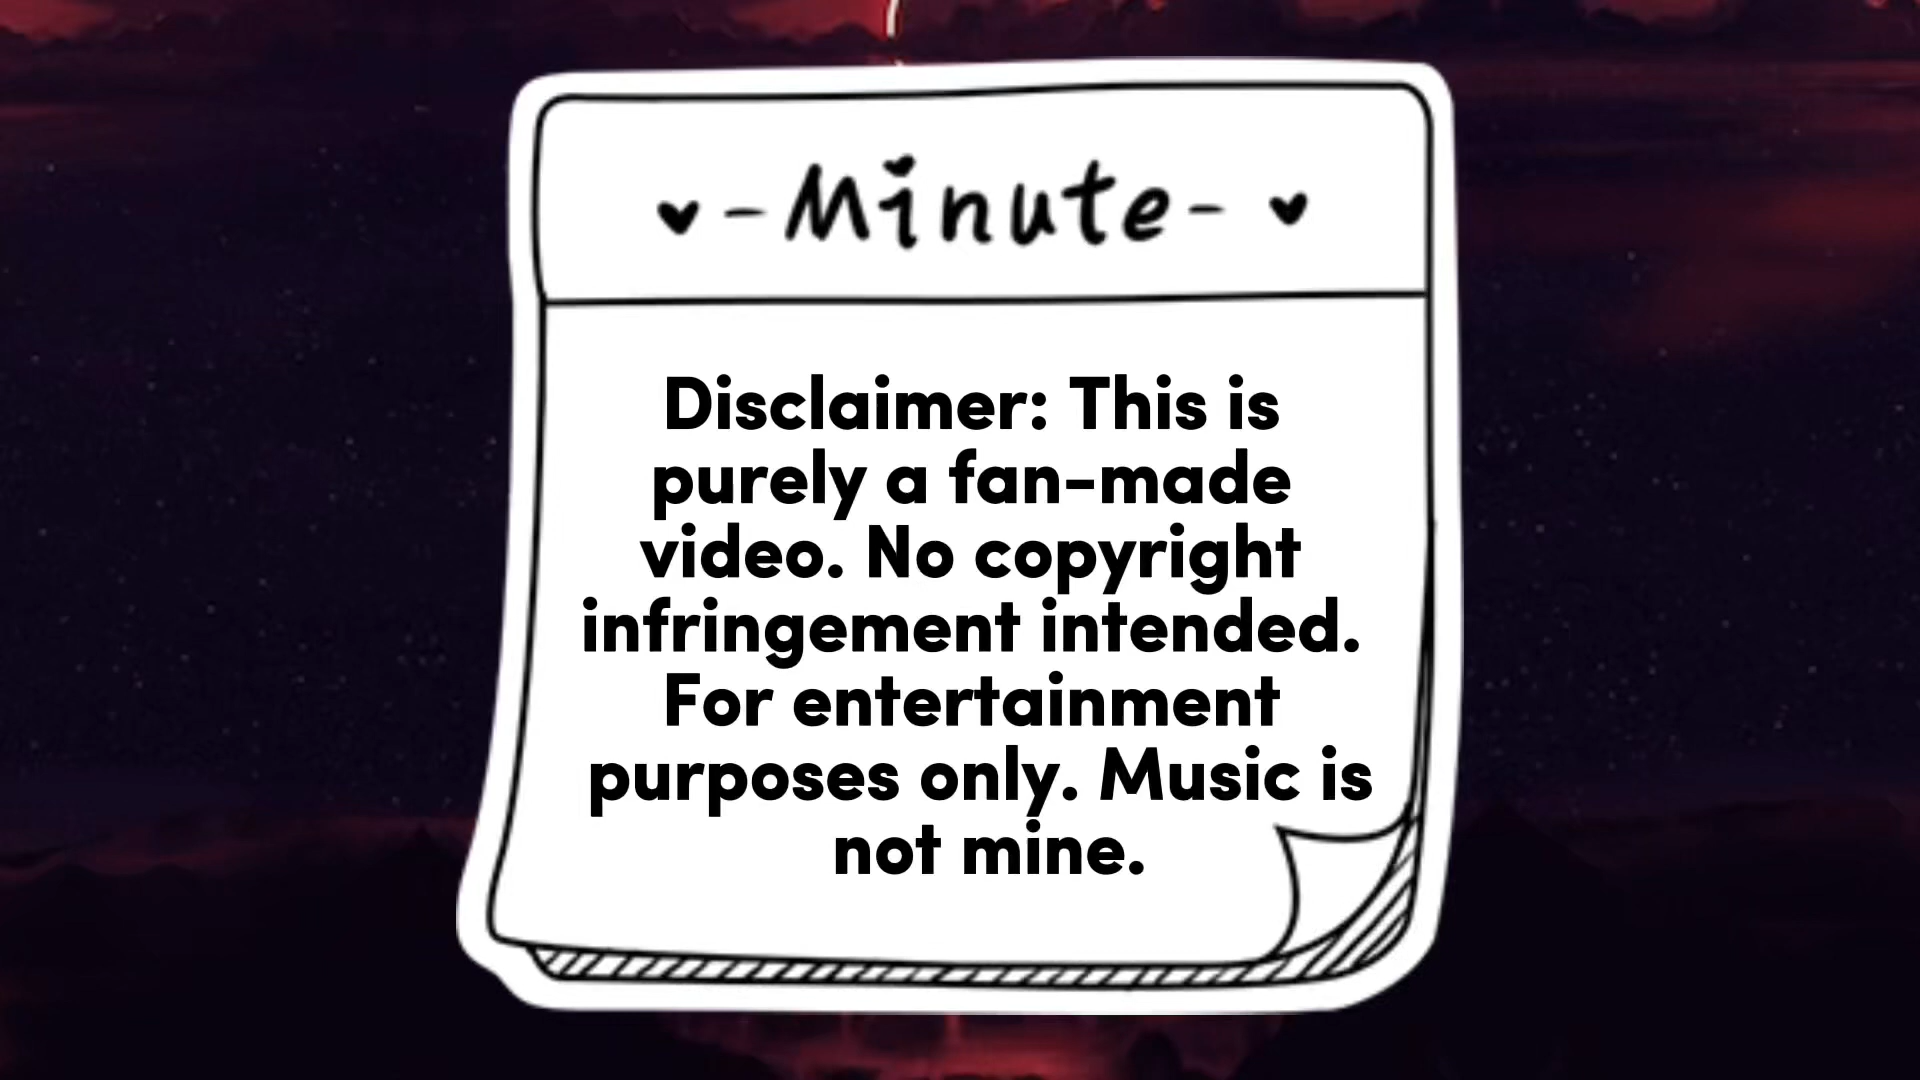 -Minute-
Disclaimer: This is
purely a fan-made
video. No copyright
infringement intended.
For entertainment
purposes only. Music is
not mine.